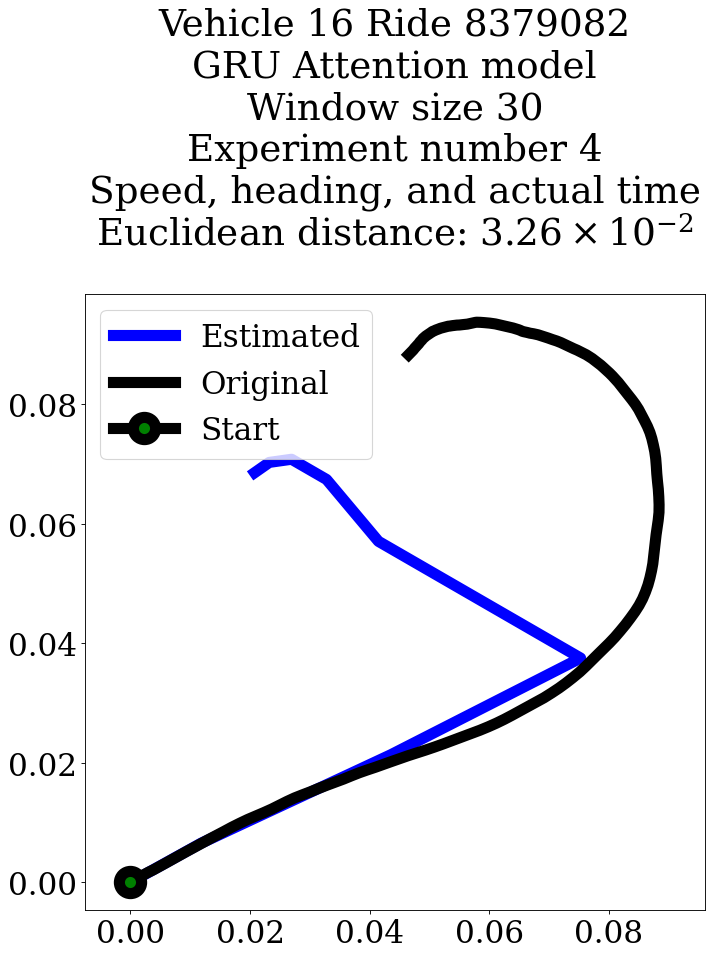 Vehicle 16 Ride 8379082
GRU Attention model
Window size 30
Experiment number 4
Speed, heading, and actual time
Euclidean distance: 3.26 × 10⁻²
Estimated
Original
Start
0.08
0.06
0.04
0.02
0.00
0.00 0.02 0.04 0.06 0.08